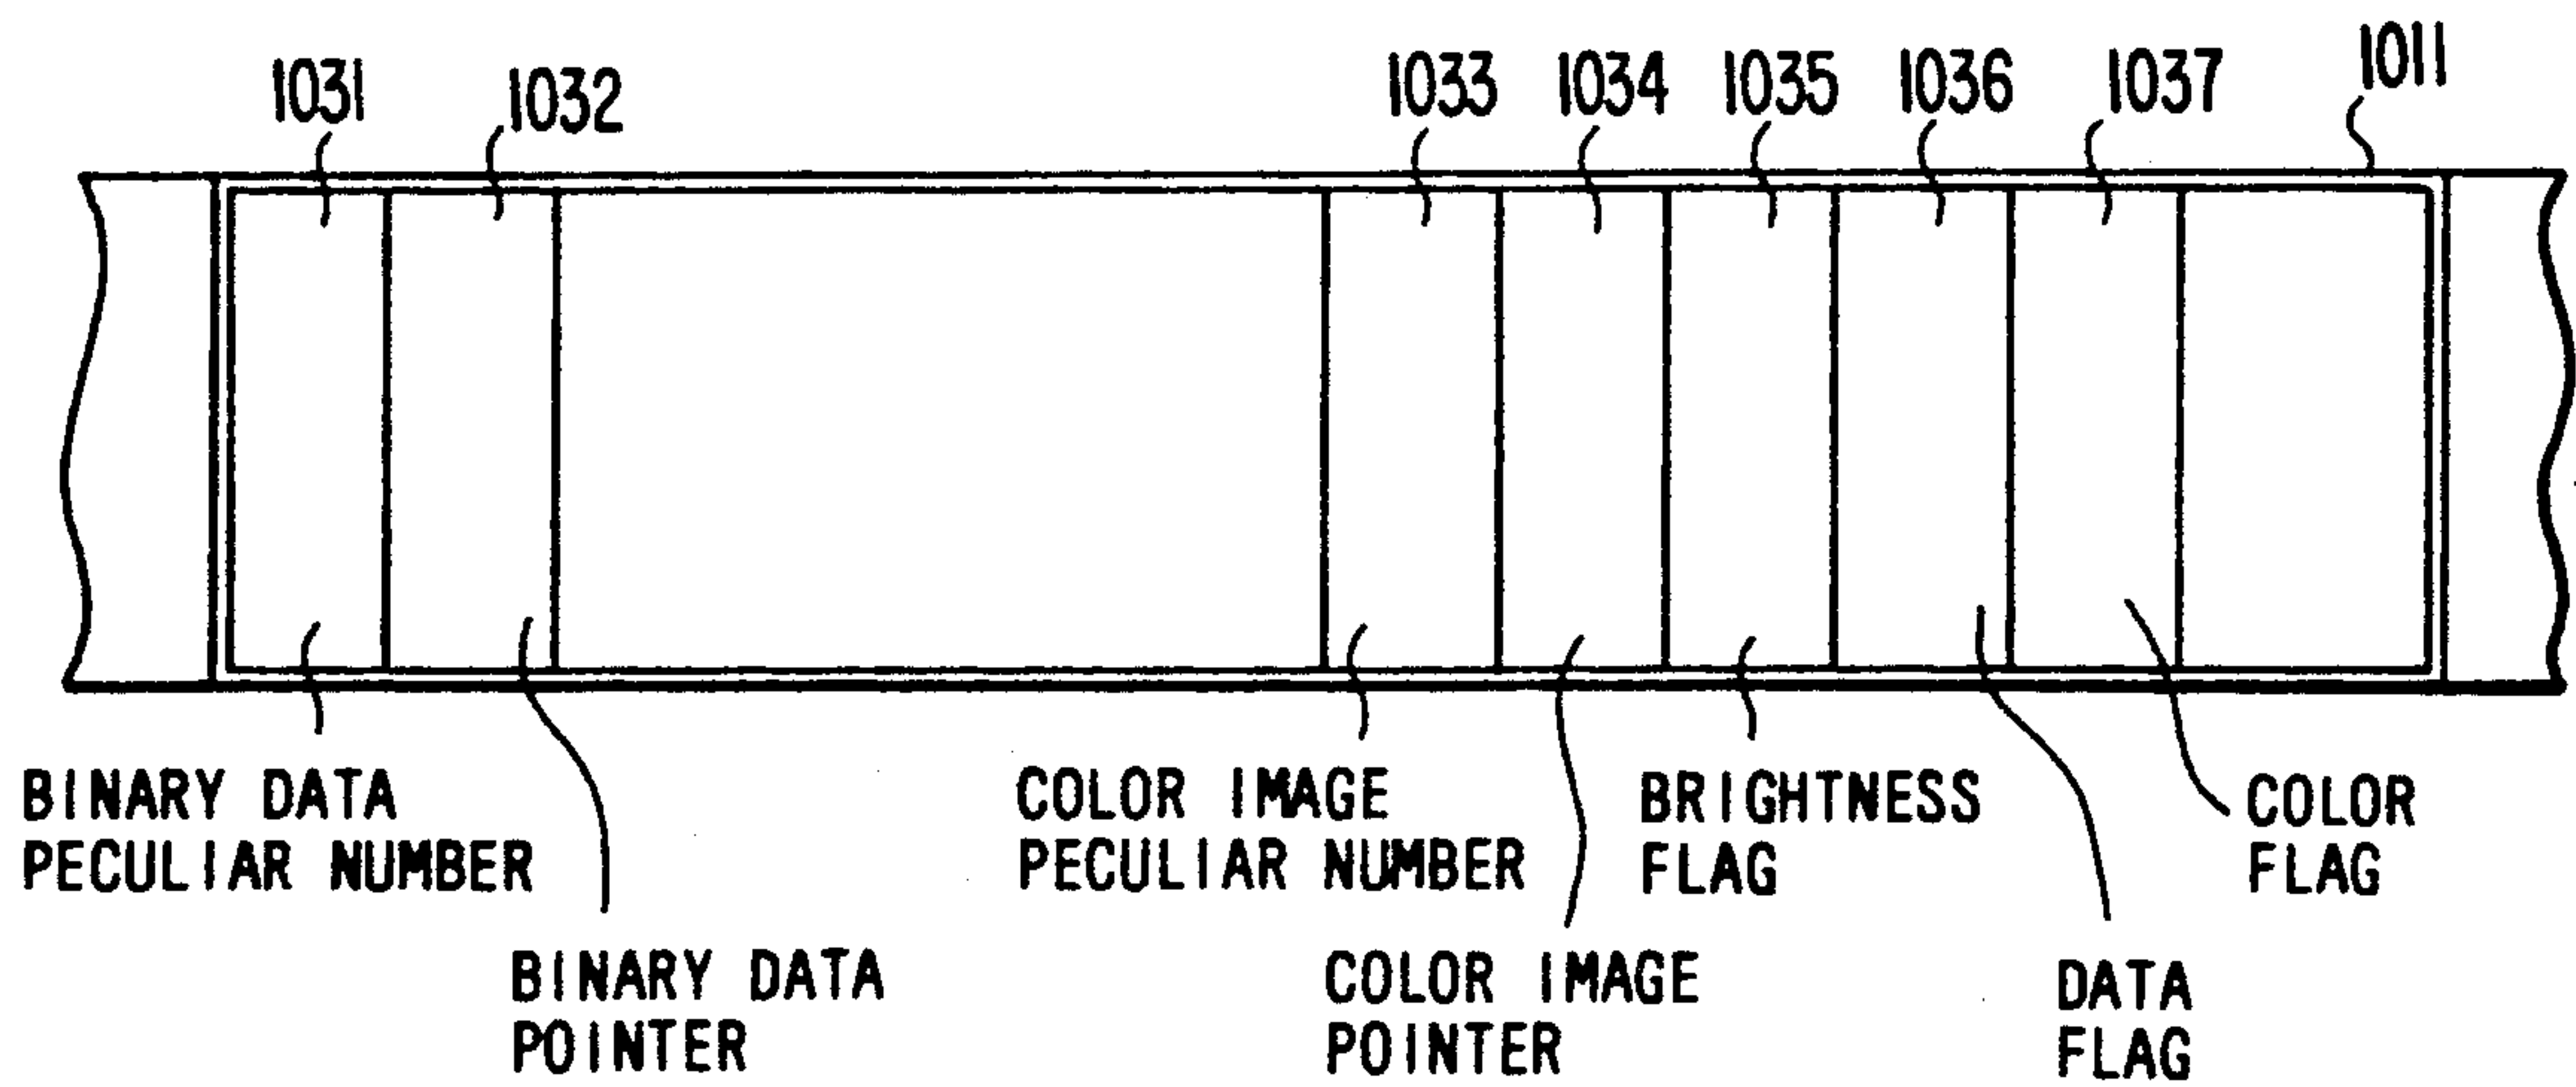 1031
1032
1033
1034
1035
1036
1037
1011
BINARY DATA
PECULIAR NUMBER
COLOR IMAGE
PECULIAR NUMBER
BRIGHTNESS
FLAG
COLOR
FLAG
BINARY DATA
POINTER
COLOR IMAGE
POINTER
DATA
FLAG